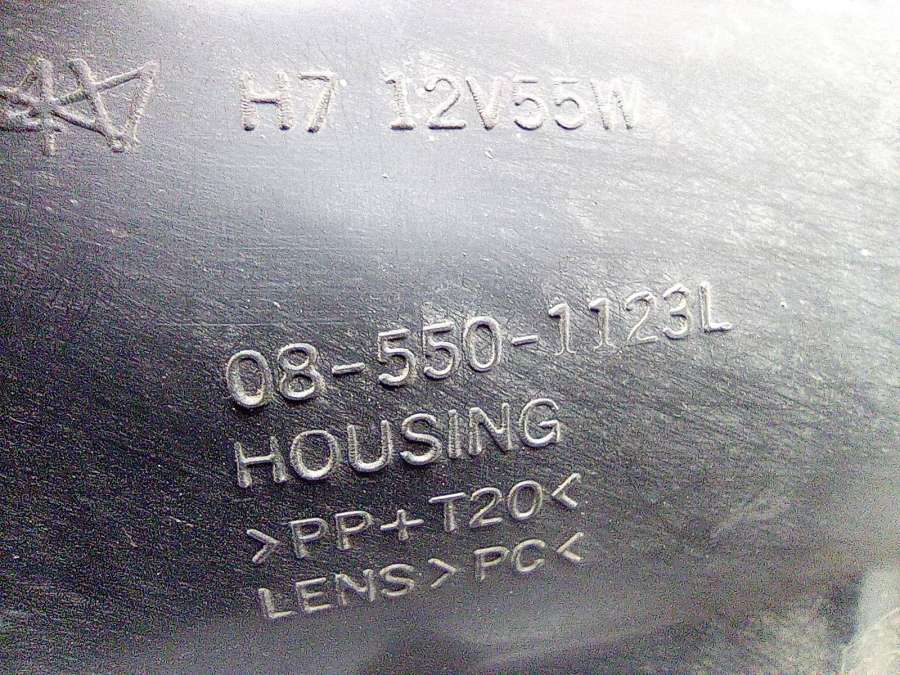 H7 12V55W
08-550-1123L
HOUSING
>PP+T20<
LENS>PC<